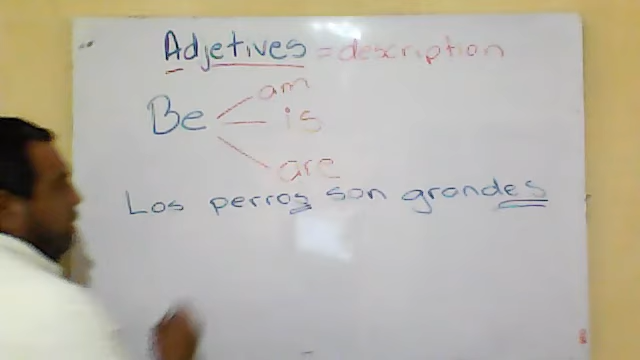 Adjetives = description
am
Be is
are
Los perros son grandes